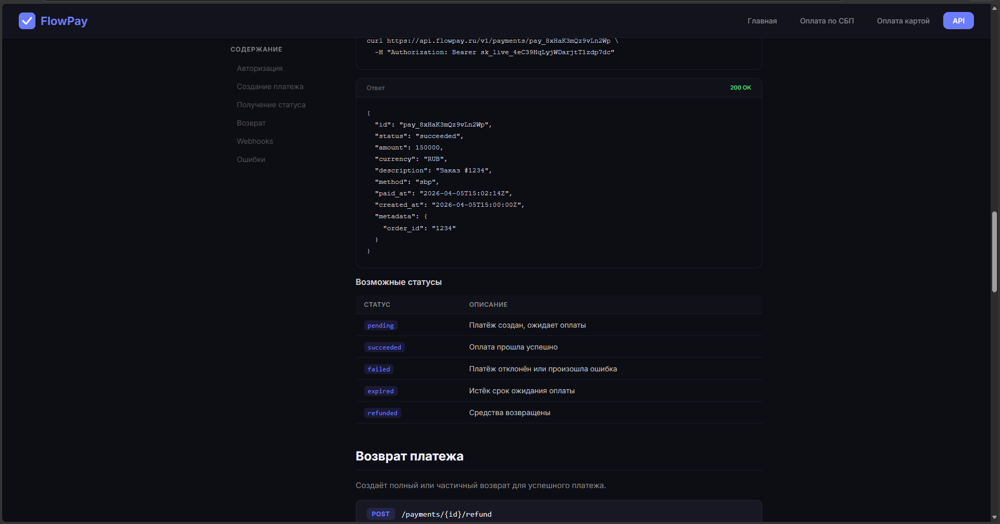 FlowPay
Главная
Оплата по СБП
Оплата картой
API
СОДЕРЖАНИЕ
Авторизация
Создание платежа
Получение статуса
Возврат
Webhooks
Ошибки
curl https://api.flowpay.ru/v1/payments/pay_8xHaK3mQz9vLn2Wp \
-H "Authorization: Bearer sk_live_4eC39HqLyjWDarjtT1zdp7dc"
Ответ
200 OK
{
"id": "pay_8xHaK3mQz9vLn2Wp",
"status": "succeeded",
"amount": 150000,
"currency": "RUB",
"description": "Заказ #1234",
"method": "sbp",
"paid_at": "2026-04-05T15:02:14Z",
"created_at": "2026-04-05T15:00:00Z",
"metadata": {
"order_id": "1234"
}
}
Возможные статусы
СТАТУС ОПИСАНИЕ
pending Платёж создан, ожидает оплаты
succeeded Оплата прошла успешно
failed Платёж отклонён или произошла ошибка
expired Истёк срок ожидания оплаты
refunded Средства возвращены
Возврат платежа
Создаёт полный или частичный возврат для успешного платежа.
POST /payments/{id}/refund